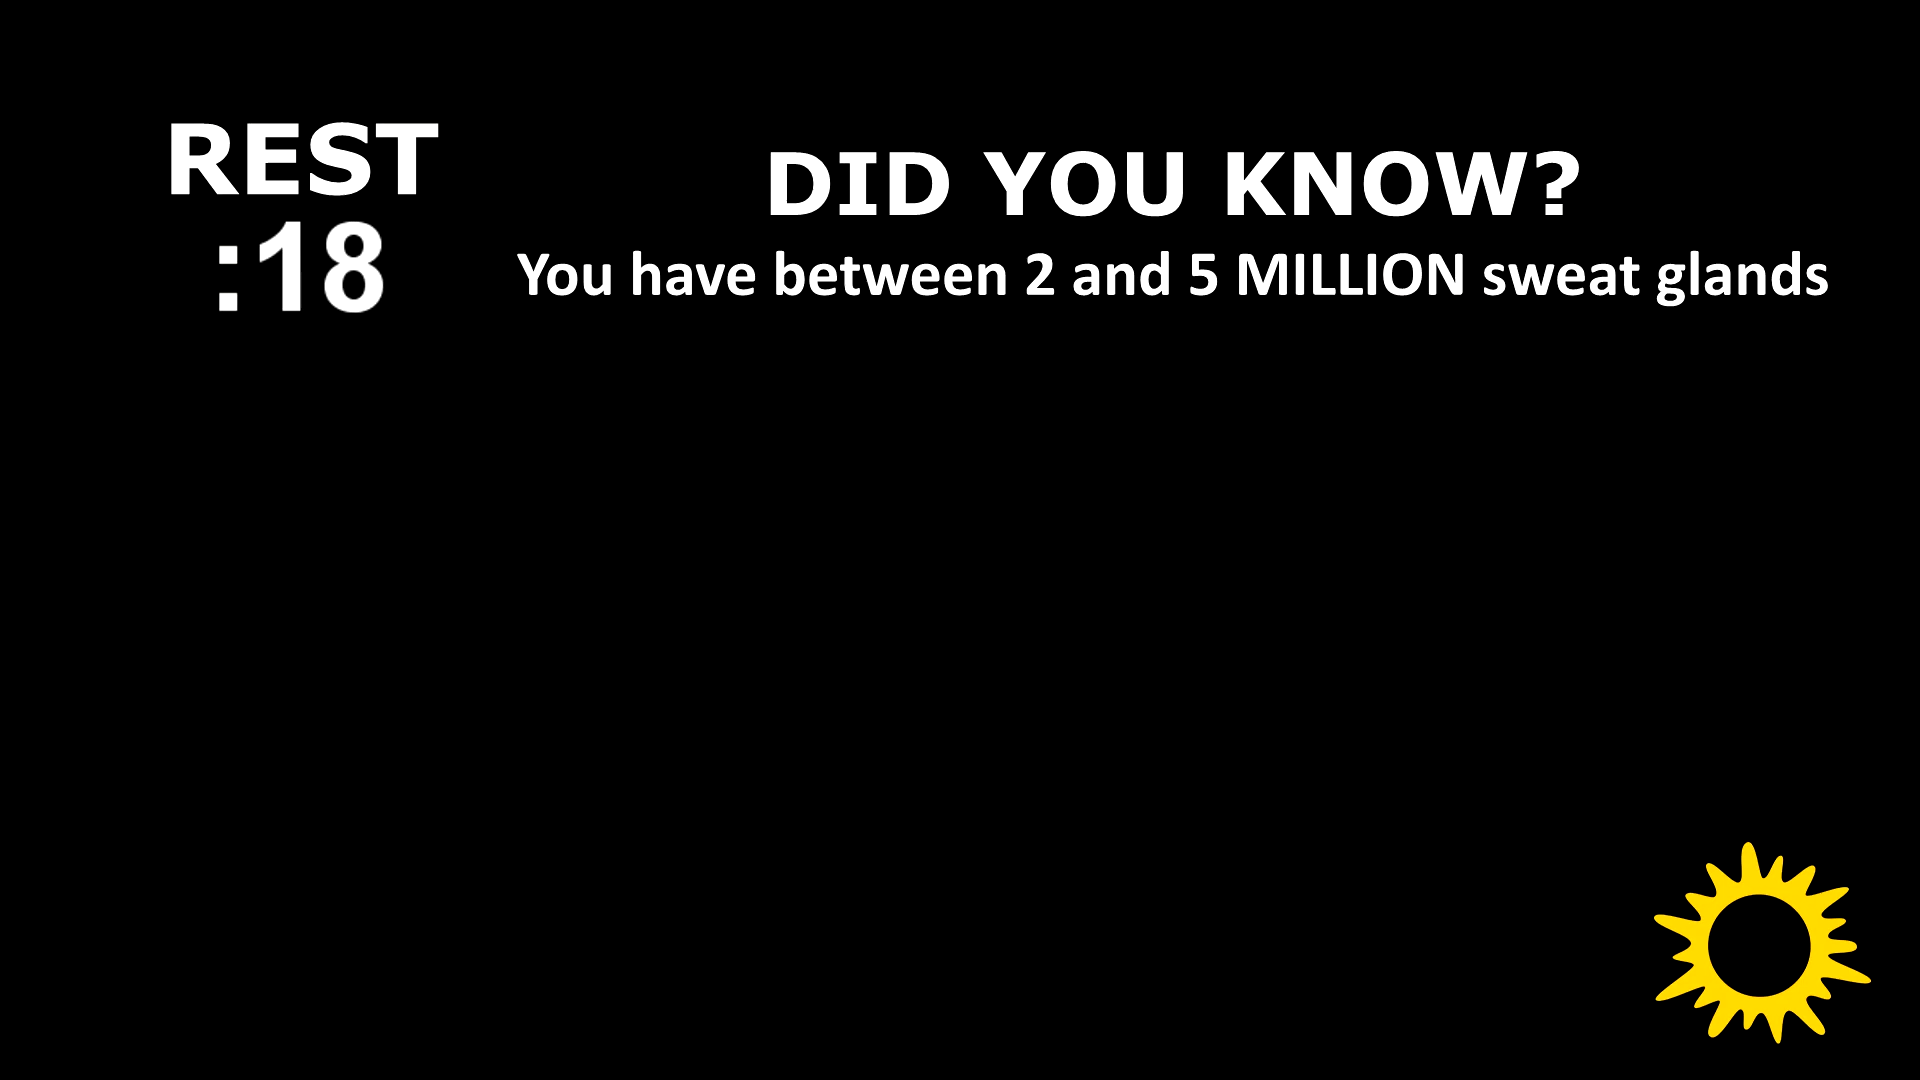 REST
:18
DID YOU KNOW?
You have between 2 and 5 MILLION sweat glands